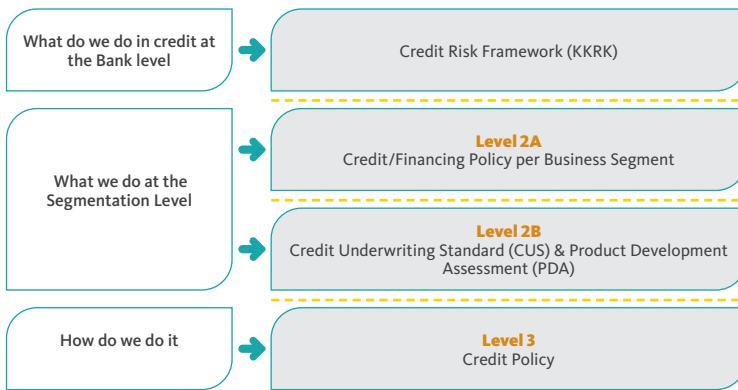 What do we do in credit at
the Bank level
Credit Risk Framework (KKRK)
What we do at the
Segmentation Level
Level 2A
Credit/Financing Policy per Business Segment
Level 2B
Credit Underwriting Standard (CUS) & Product Development
Assessment (PDA)
How do we do it
Level 3
Credit Policy